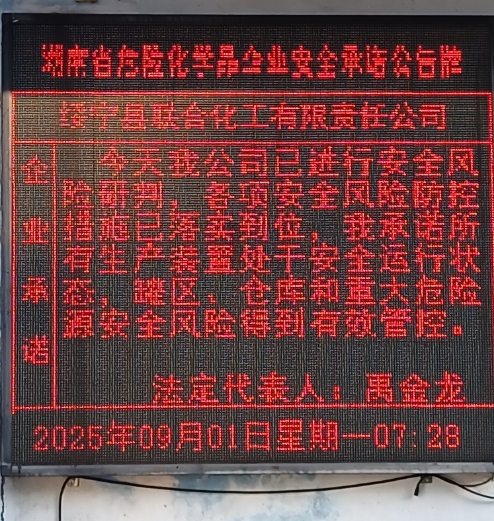 湖南省危险化学品企业安全承诺公告牌
绥宁县联合化工有限责任公司
企业承诺
今天我公司已进行安全风
险研判，各项安全风险防控
措施已落实到位，我承诺所
有生产装置处于安全运行状
态，罐区、仓库和重大危险
源安全风险得到有效管控。
法定代表人：禹金龙
2025年09月01日星期一07:28